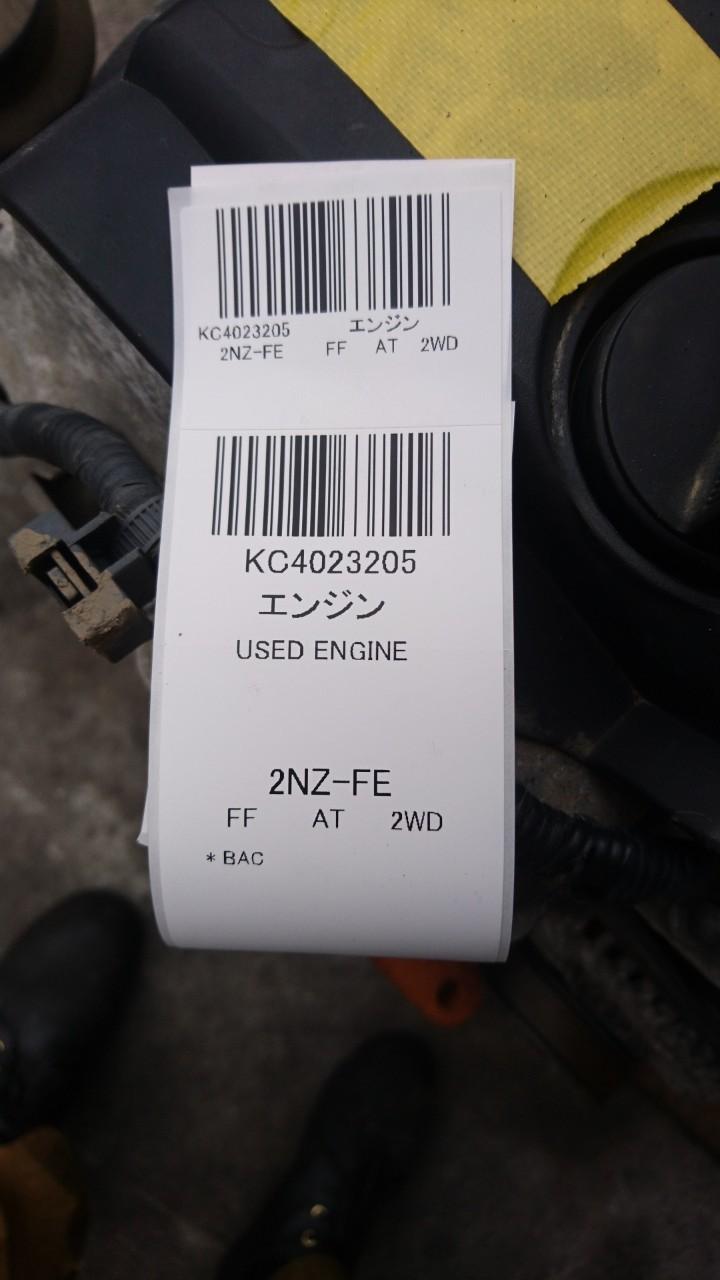 KC4023205 エンジン
2NZ-FE FF AT 2WD
KC4023205
エンジン
USED ENGINE
2NZ-FE
FF AT 2WD
* BAC